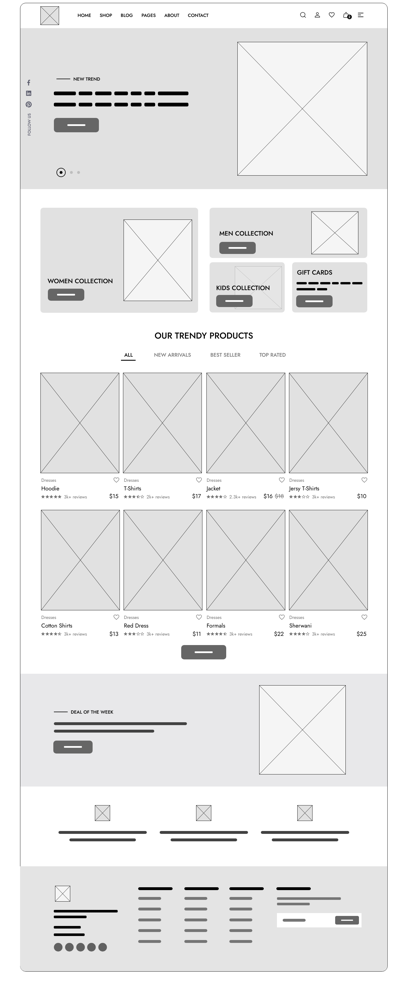 HOME SHOP BLOG PAGES ABOUT CONTACT
NEW TREND
FOLLOW US
WOMEN COLLECTION
MEN COLLECTION
KIDS COLLECTION
GIFT CARDS
OUR TRENDY PRODUCTS
ALL NEW ARRIVALS BEST SELLER TOP RATED
Dresses Dresses Dresses Dresses
Hoodie T-Shirts Jacket Jersy T-Shirts
3k+ reviews $15 2k+ reviews $17 2.3k+ reviews $16 $18 2k+ reviews $10
Dresses Dresses Dresses Dresses
Cotton Shirts Red Dress Formals Sherwani
3k+ reviews $13 3k+ reviews $11 3k+ reviews $22 3k+ reviews $25
DEAL OF THE WEEK